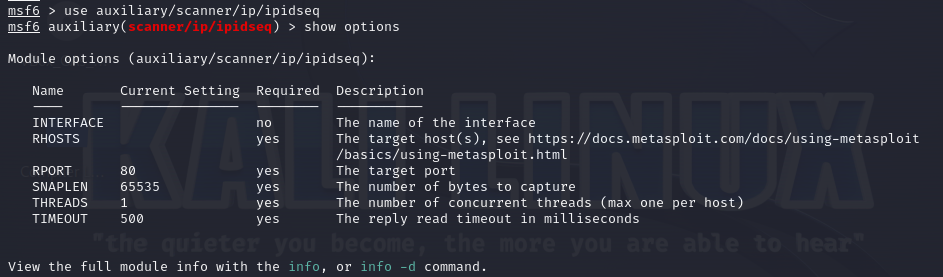 msf6 > use auxiliary/scanner/ip/ipidseq
msf6 auxiliary(scanner/ip/ipidseq) > show options
Module options (auxiliary/scanner/ip/ipidseq):
Name Current Setting Required Description
---- --------------- -------- -----------
INTERFACE no The name of the interface
RHOSTS yes The target host(s), see https://docs.metasploit.com/docs/using-metasploit
/basics/using-metasploit.html
RPORT 80 yes The target port
SNAPLEN 65535 yes The number of bytes to capture
THREADS 1 yes The number of concurrent threads (max one per host)
TIMEOUT 500 yes The reply read timeout in milliseconds
KALI LINUX
"the quieter you become, the more you are able to hear"
View the full module info with the info, or info -d command.